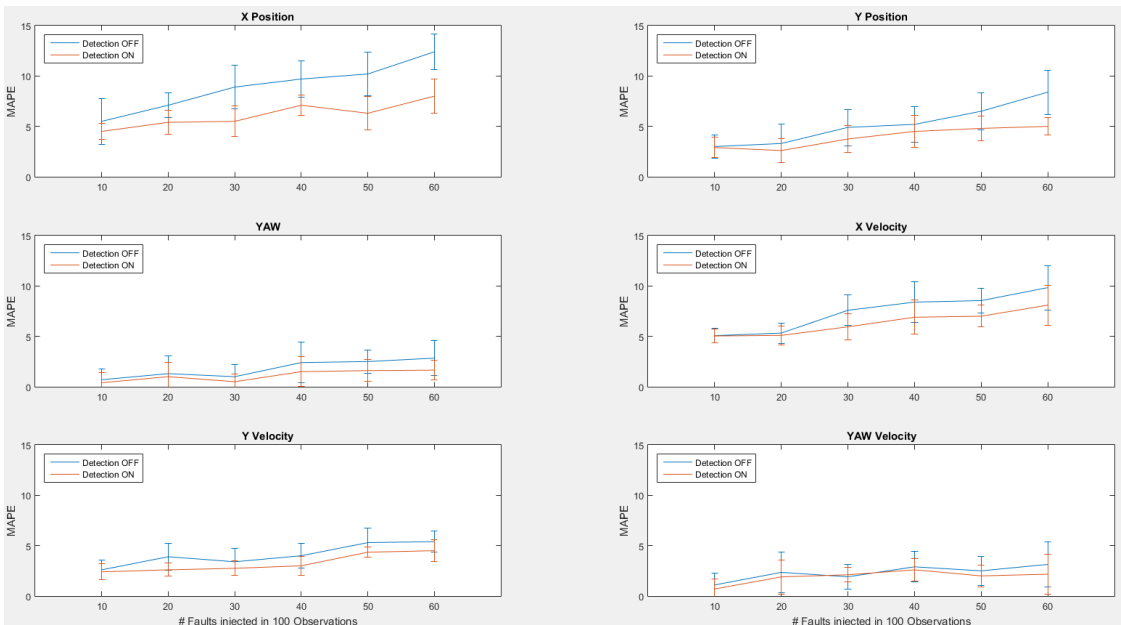 X Position
Detection OFF
Detection ON
MAPE
15
10
5
0
10 20 30 40 50 60
Y Position
Detection OFF
Detection ON
MAPE
15
10
5
0
10 20 30 40 50 60
YAW
Detection OFF
Detection ON
MAPE
15
10
5
0
10 20 30 40 50 60
X Velocity
Detection OFF
Detection ON
MAPE
15
10
5
0
10 20 30 40 50 60
Y Velocity
Detection OFF
Detection ON
MAPE
15
10
5
0
10 20 30 40 50 60
# Faults injected in 100 Observations
YAW Velocity
Detection OFF
Detection ON
MAPE
15
10
5
0
10 20 30 40 50 60
# Faults injected in 100 Observations